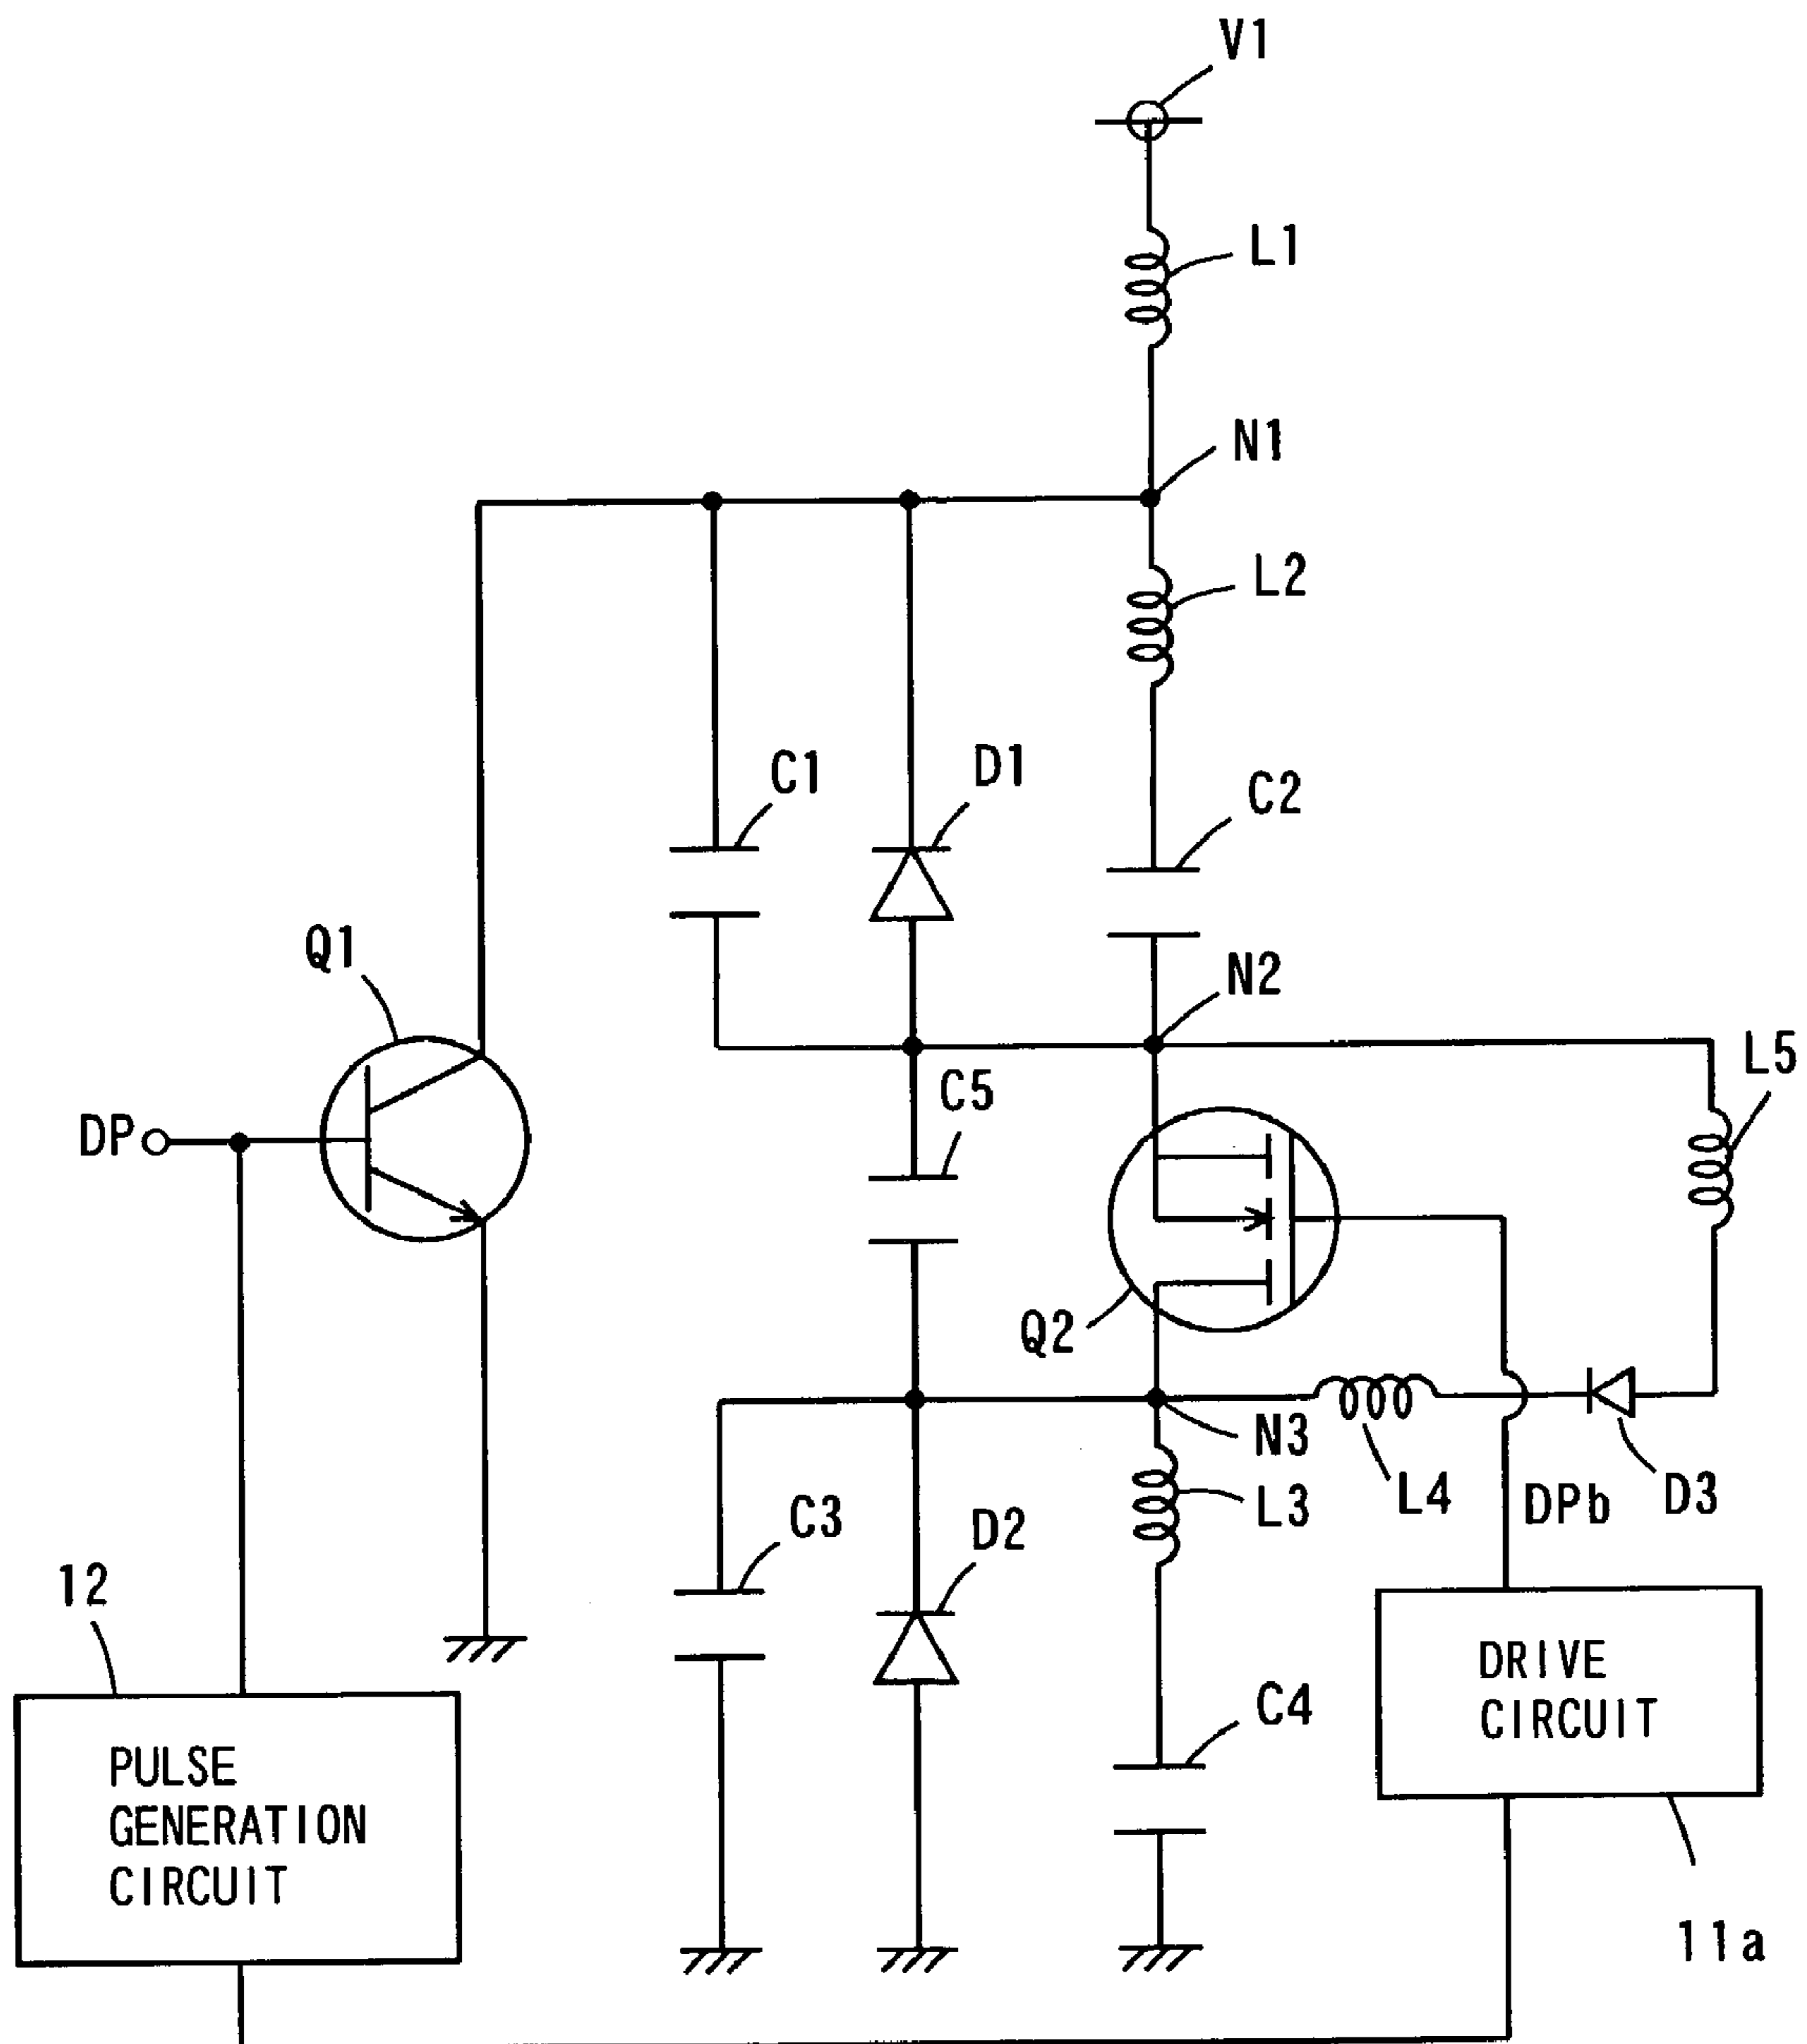 V1
L1
N1
L2
C1
D1
C2
Q1
N2
L5
C5
DP
Q2
N3
L4
D3
L3
DPb
C3
D2
12
C4
DRIVE
CIRCUIT
PULSE
GENERATION
CIRCUIT
11a